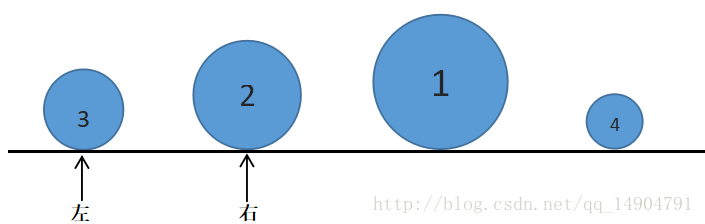 3 2 1 4
左 右
http://blog.csdn.net/qq_14904791